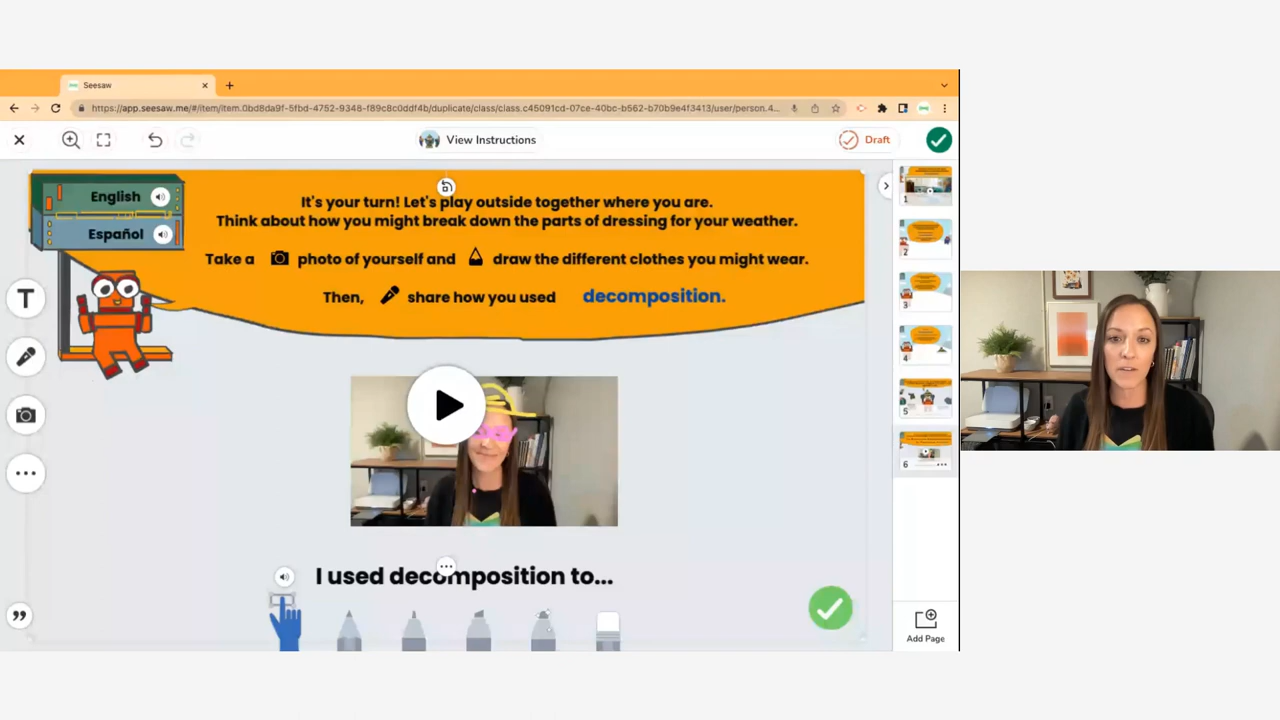 Seesaw
https://app.seesaw.me/#/item/item.0bd8da9f-5fbd-4752-9348-f89c8c0ddf4b/duplicate/class/class.c45091cd-07ce-40bc-b562-b70b9e4f3413/user/person.4...
View Instructions
Draft
English
Español
It's your turn! Let's play outside together where you are.
Think about how you might break down the parts of dressing for your weather.
Take a photo of yourself and draw the different clothes you might wear.
Then, share how you used decomposition.
T
I used decomposition to...
1
2
3
4
5
6
Add Page